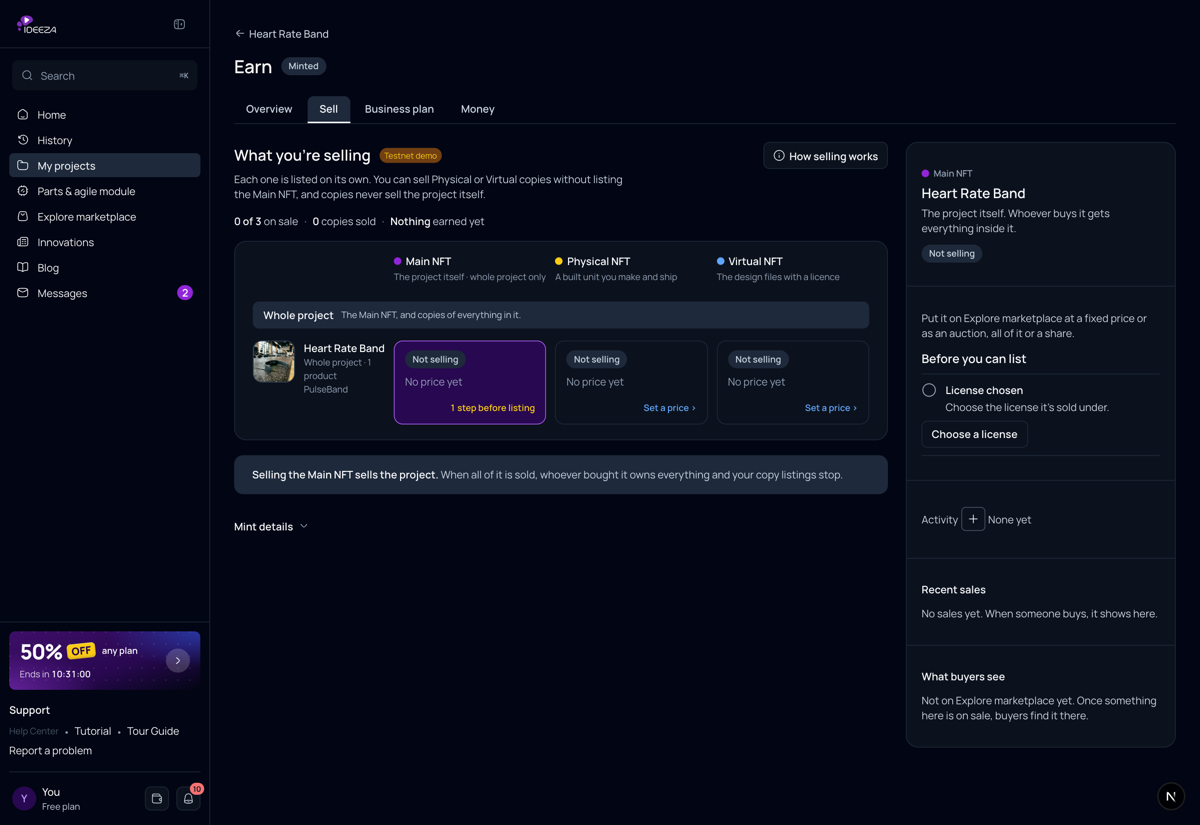 IDEEZA
Search
⌘K
Home
History
My projects
Parts & agile module
Explore marketplace
Innovations
Blog
Messages
2
50% OFF any plan
Ends in 10:31:00
Support
Help Center • Tutorial • Tour Guide
Report a problem
Y
You
Free plan
10
← Heart Rate Band
Earn
Minted
Overview
Sell
Business plan
Money
What you're selling
Testnet demo
How selling works
Each one is listed on its own. You can sell Physical or Virtual copies without listing
the Main NFT, and copies never sell the project itself.
0 of 3 on sale · 0 copies sold · Nothing earned yet
Main NFT
The project itself · whole project only
Physical NFT
A built unit you make and ship
Virtual NFT
The design files with a licence
Whole project The Main NFT, and copies of everything in it.
Heart Rate Band
Whole project · 1
product
PulseBand
Not selling
No price yet
1 step before listing
Not selling
No price yet
Set a price ›
Not selling
No price yet
Set a price ›
Selling the Main NFT sells the project. When all of it is sold, whoever bought it owns everything and your copy listings stop.
Mint details
Main NFT
Heart Rate Band
The project itself. Whoever buys it gets
everything inside it.
Not selling
Put it on Explore marketplace at a fixed price or
as an auction, all of it or a share.
Before you can list
License chosen
Choose the license it's sold under.
Choose a license
Activity + None yet
Recent sales
No sales yet. When someone buys, it shows here.
What buyers see
Not on Explore marketplace yet. Once something
here is on sale, buyers find it there.
N